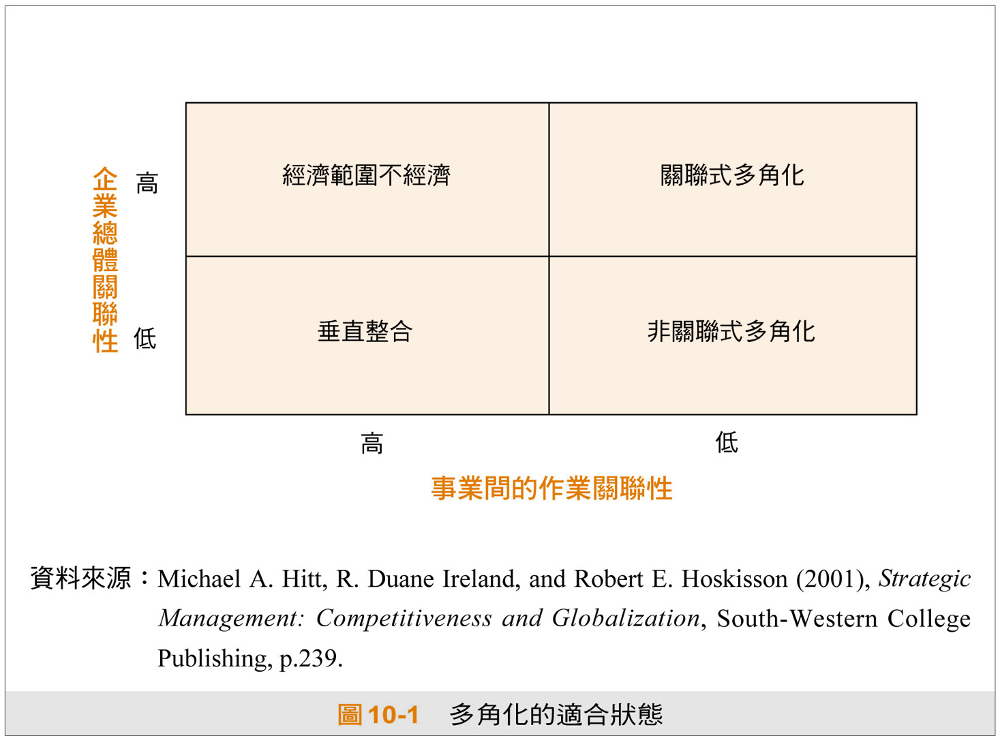 企業總體關聯性
高
經濟範圍不經濟
關聯式多角化
低
垂直整合
非關聯式多角化
高
低
事業間的作業關聯性
資料來源：Michael A. Hitt, R. Duane Ireland, and Robert E. Hoskisson (2001), Strategic
Management: Competitiveness and Globalization, South-Western College
Publishing, p.239.
圖10-1　多角化的適合狀態